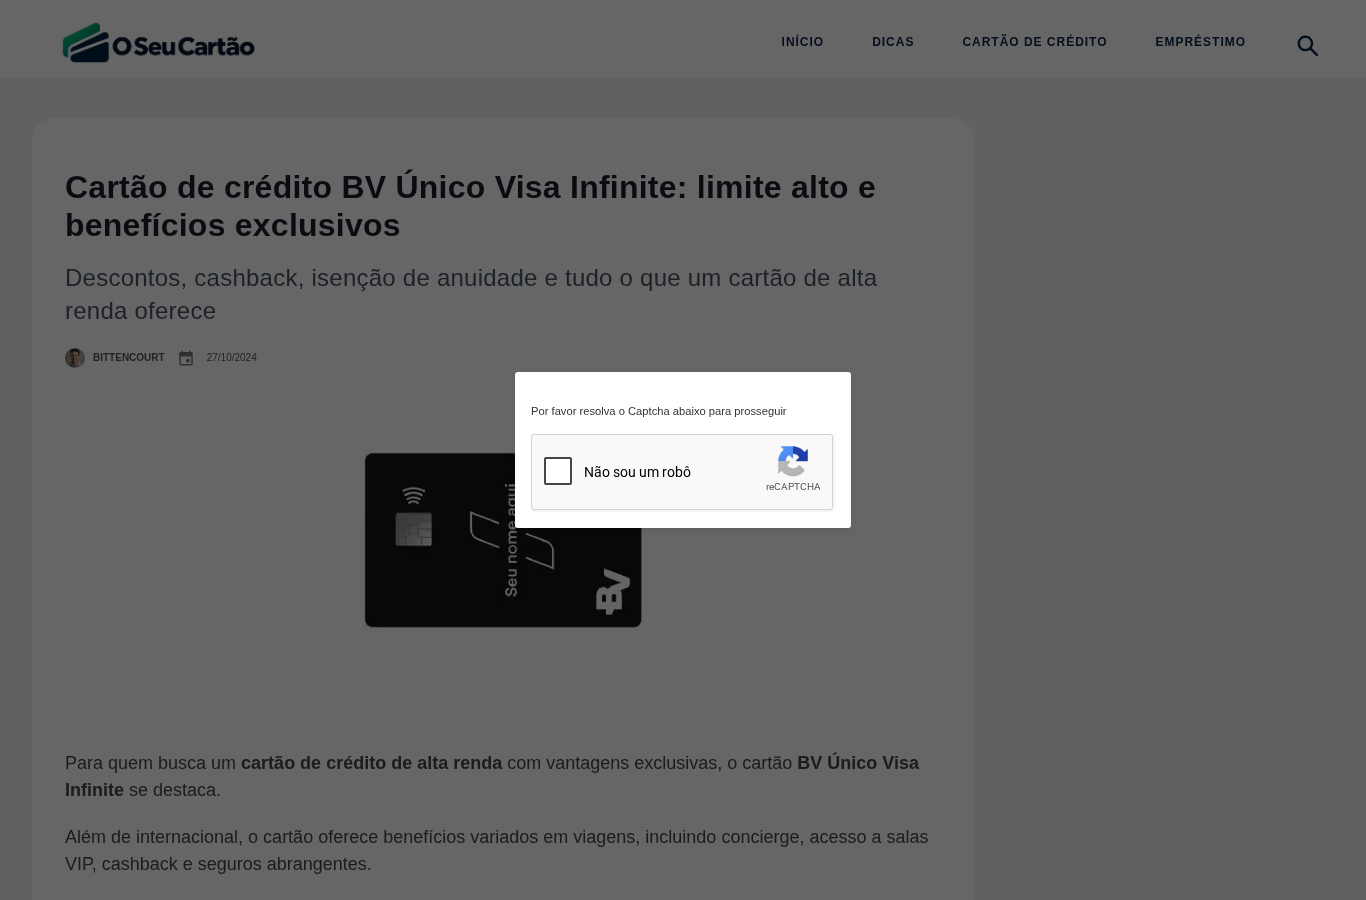 O Seu Cartão
INÍCIO
DICAS
CARTÃO DE CRÉDITO
EMPRÉSTIMO
Cartão de crédito BV Único Visa Infinite: limite alto e
benefícios exclusivos
Descontos, cashback, isenção de anuidade e tudo o que um cartão de alta
renda oferece
BITTENCOURT
27/10/2024
Por favor resolva o Captcha abaixo para prosseguir
Não sou um robô
reCAPTCHA
Seu nome aqui
BV
Para quem busca um cartão de crédito de alta renda com vantagens exclusivas, o cartão BV Único Visa
Infinite se destaca.
Além de internacional, o cartão oferece benefícios variados em viagens, incluindo concierge, acesso a salas
VIP, cashback e seguros abrangentes.